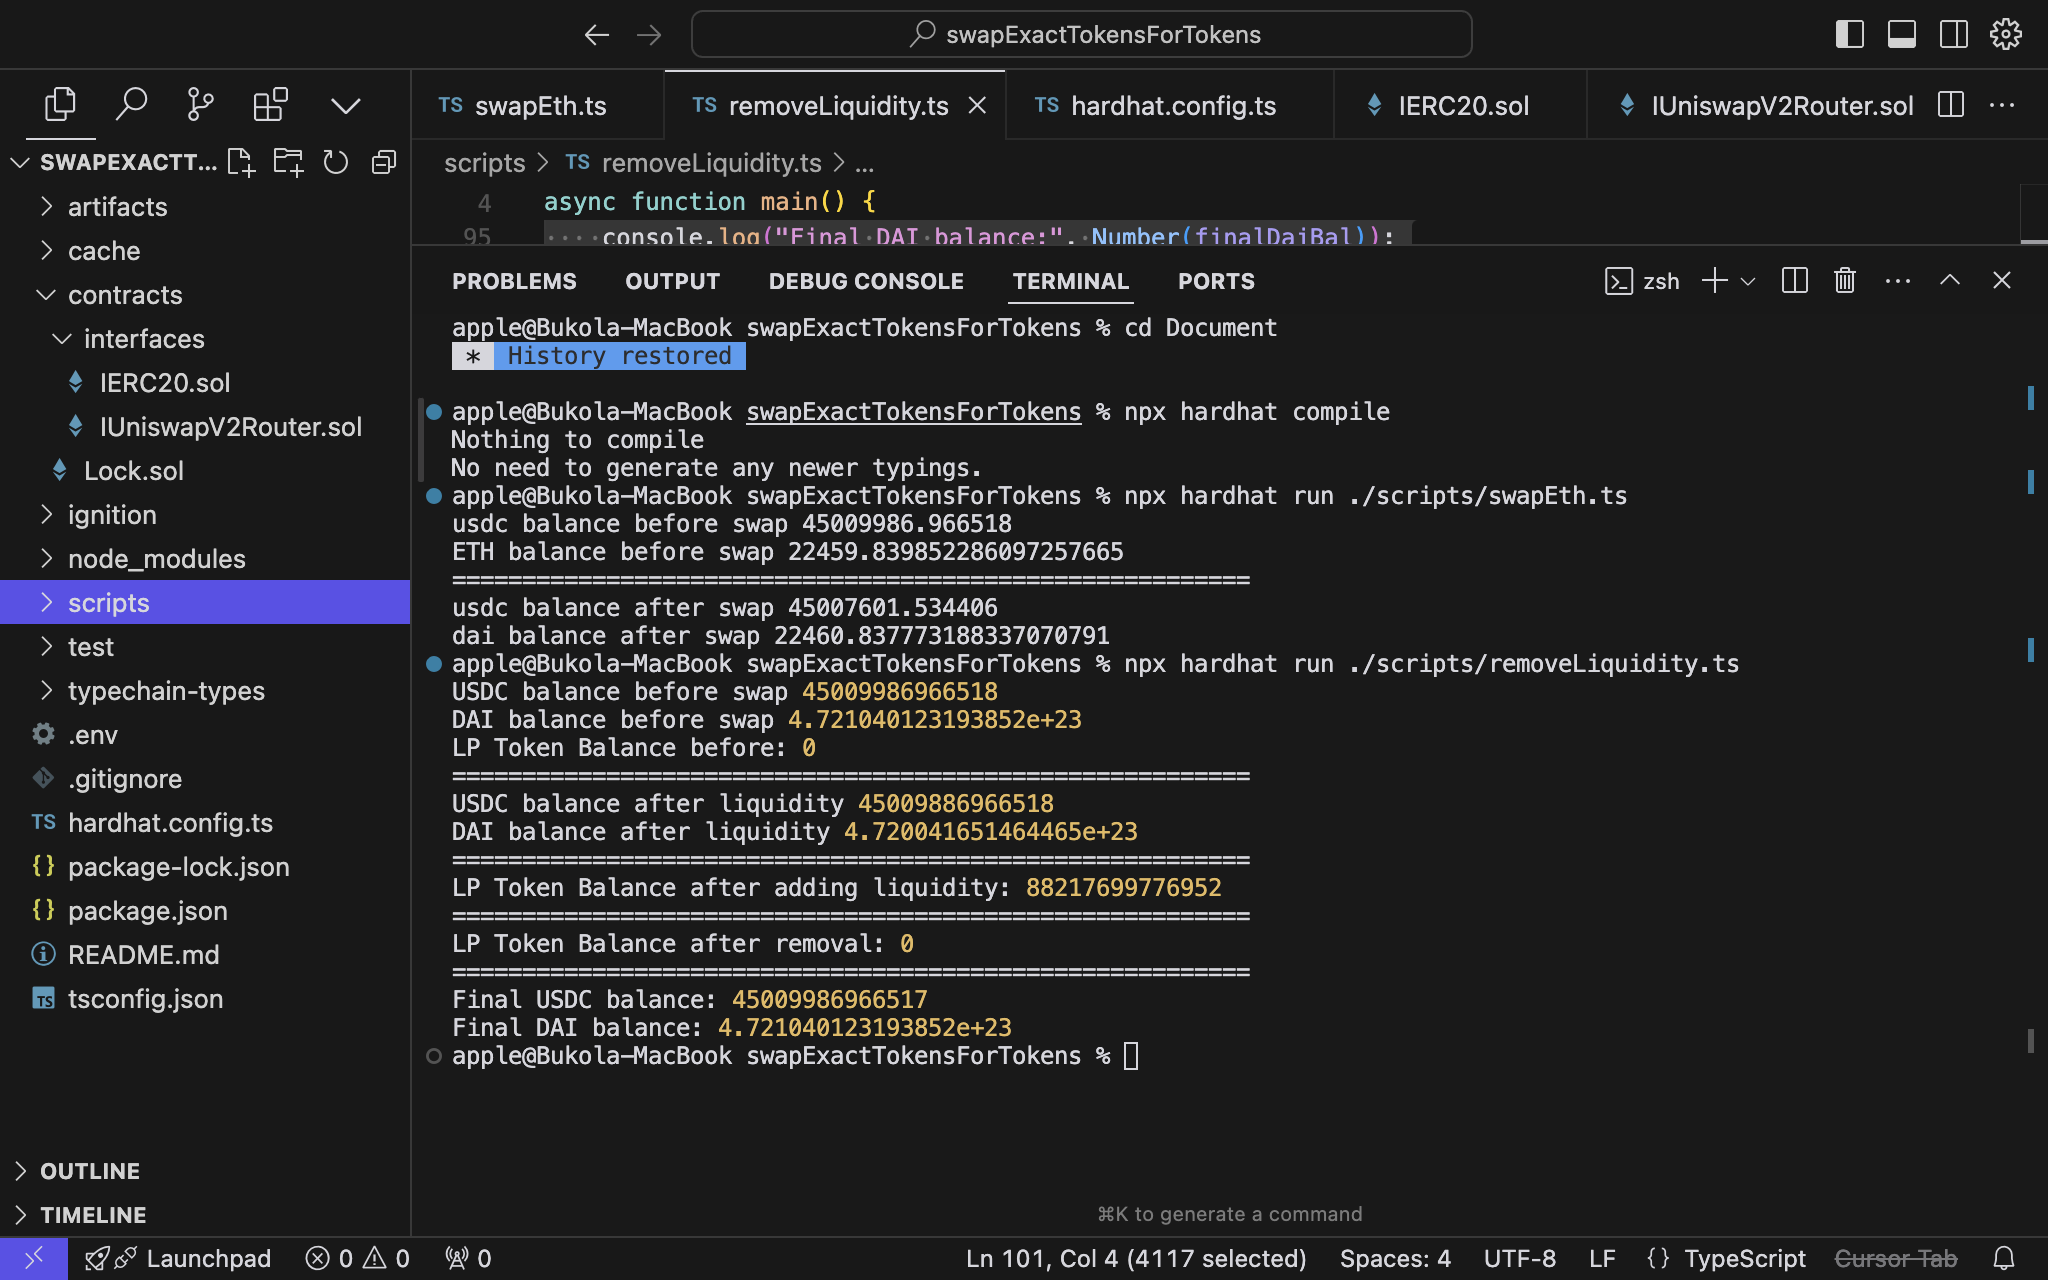 swapExactTokensForTokens
SWAPEXACTT...
artifacts
cache
contracts
interfaces
IERC20.sol
IUniswapV2Router.sol
Lock.sol
ignition
node_modules
scripts
test
typechain-types
.env
.gitignore
TS hardhat.config.ts
{} package-lock.json
{} package.json
README.md
TS tsconfig.json
OUTLINE
TIMELINE
TS swapEth.ts
TS removeLiquidity.ts
TS hardhat.config.ts
IERC20.sol
IUniswapV2Router.sol
scripts > TS removeLiquidity.ts > ...
4 async function main() {
95 ····console.log("Final·DAI·balance:",·Number(finalDaiBal));
PROBLEMS OUTPUT DEBUG CONSOLE TERMINAL PORTS
zsh
apple@Bukola-MacBook swapExactTokensForTokens % cd Document
* History restored
apple@Bukola-MacBook swapExactTokensForTokens % npx hardhat compile
Nothing to compile
No need to generate any newer typings.
apple@Bukola-MacBook swapExactTokensForTokens % npx hardhat run ./scripts/swapEth.ts
usdc balance before swap 45009986.966518
ETH balance before swap 22459.839852286097257665
=========================================================
usdc balance after swap 45007601.534406
dai balance after swap 22460.837773188337070791
apple@Bukola-MacBook swapExactTokensForTokens % npx hardhat run ./scripts/removeLiquidity.ts
USDC balance before swap 45009986966518
DAI balance before swap 4.721040123193852e+23
LP Token Balance before: 0
=========================================================
USDC balance after liquidity 45009886966518
DAI balance after liquidity 4.720041651464465e+23
=========================================================
LP Token Balance after adding liquidity: 88217699776952
=========================================================
LP Token Balance after removal: 0
=========================================================
Final USDC balance: 45009986966517
Final DAI balance: 4.721040123193852e+23
apple@Bukola-MacBook swapExactTokensForTokens %
⌘K to generate a command
Launchpad 0 0 0
Ln 101, Col 4 (4117 selected) Spaces: 4 UTF-8 LF {} TypeScript Cursor Tab